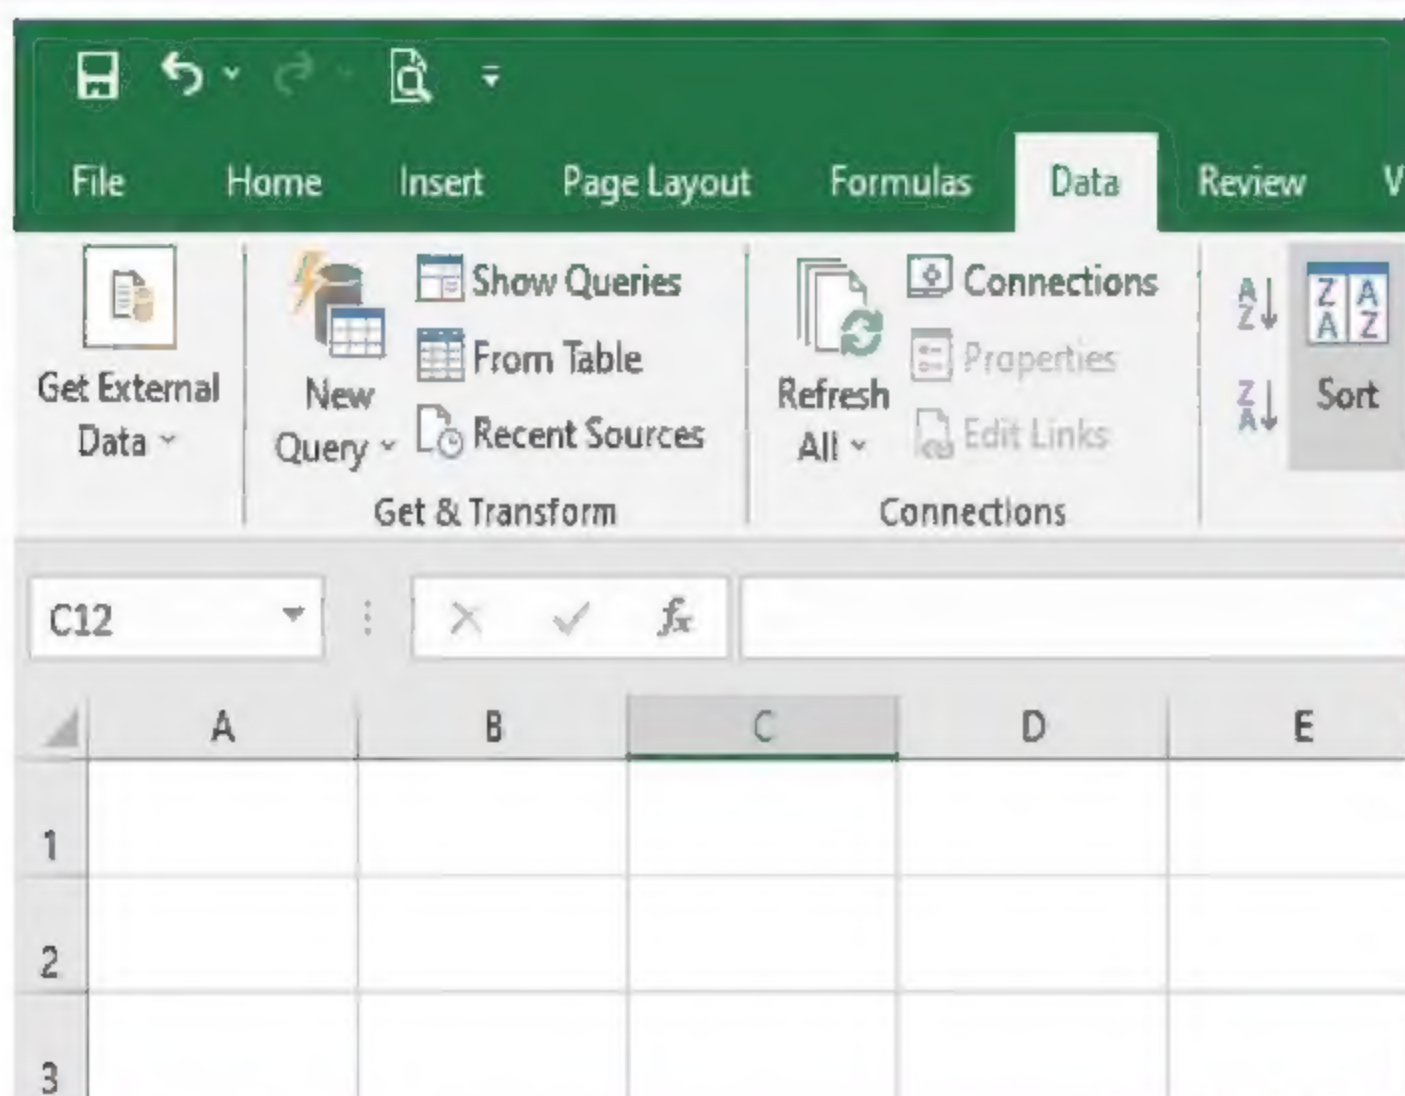 File Home Insert Page Layout Formulas Data Review V
Get External
Data
New
Query
Show Queries
From Table
Recent Sources
Get & Transform
Refresh
All
Connections
Properties
Edit Links
Connections
A
Z
Z
A
Z A
A Z
Sort
C12 fx
A B C D E
1
2
3